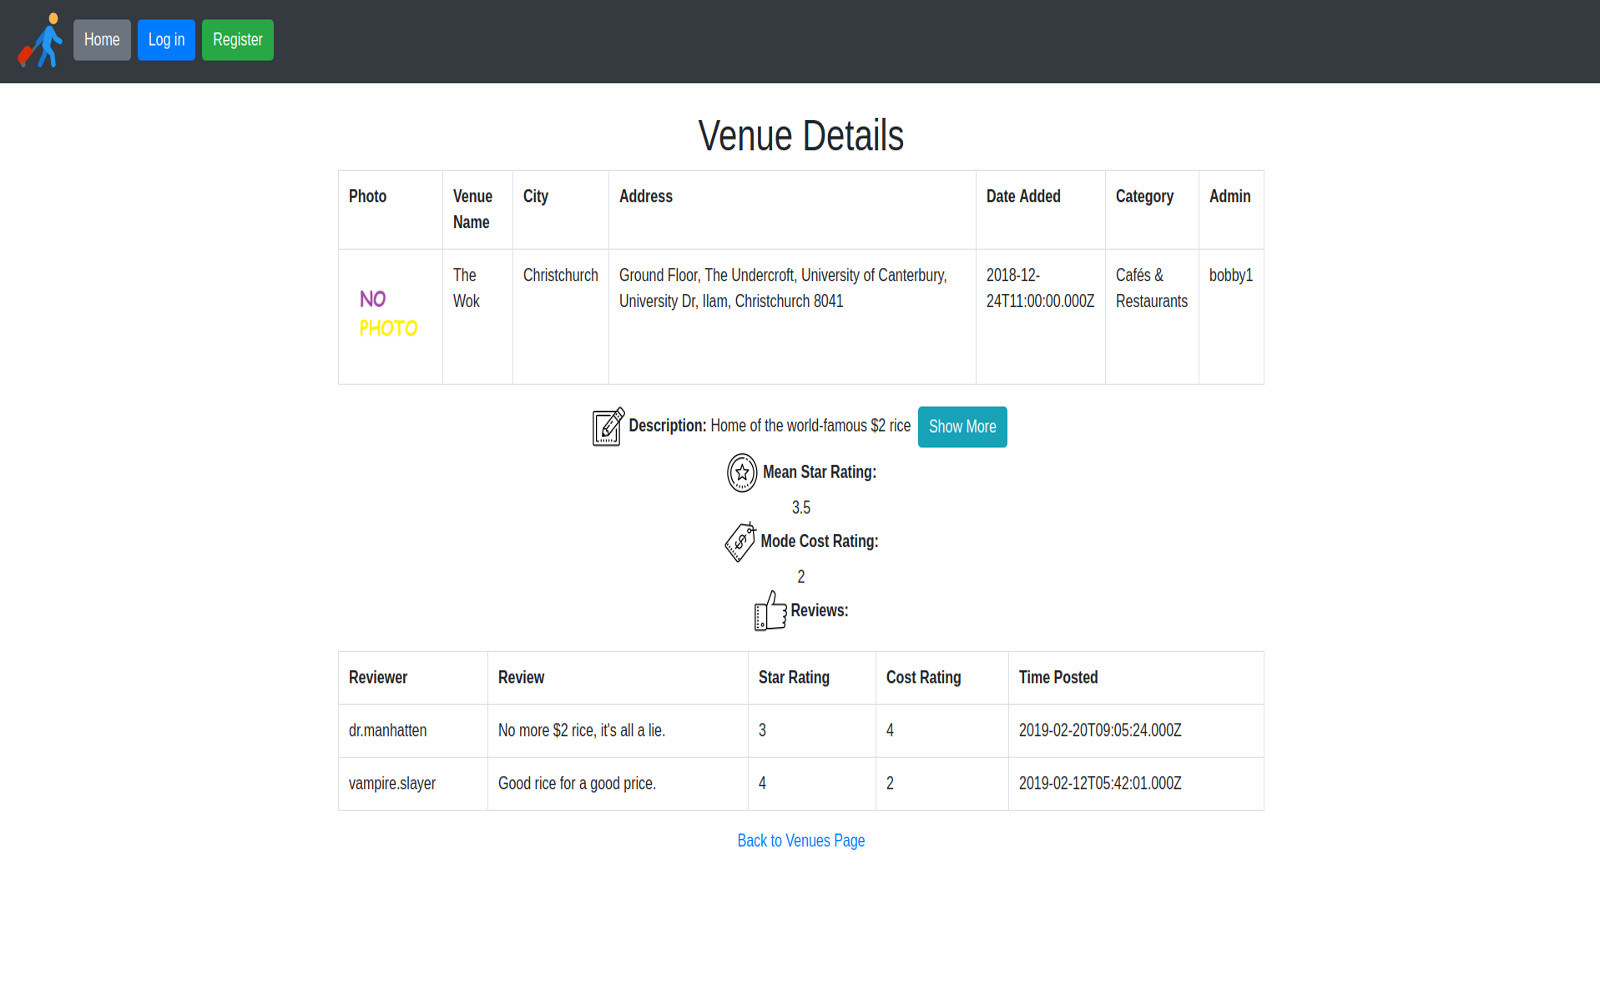 Home Log in Register
Venue Details
Photo Venue Name City Address Date Added Category Admin
NO PHOTO The Wok Christchurch Ground Floor, The Undercroft, University of Canterbury, University Dr, Ilam, Christchurch 8041 2018-12-24T11:00:00.000Z Cafés & Restaurants bobby1
Description: Home of the world-famous $2 rice Show More
Mean Star Rating:
3.5
Mode Cost Rating:
2
Reviews:
Reviewer Review Star Rating Cost Rating Time Posted
dr.manhatten No more $2 rice, it's all a lie. 3 4 2019-02-20T09:05:24.000Z
vampire.slayer Good rice for a good price. 4 2 2019-02-12T05:42:01.000Z
Back to Venues Page